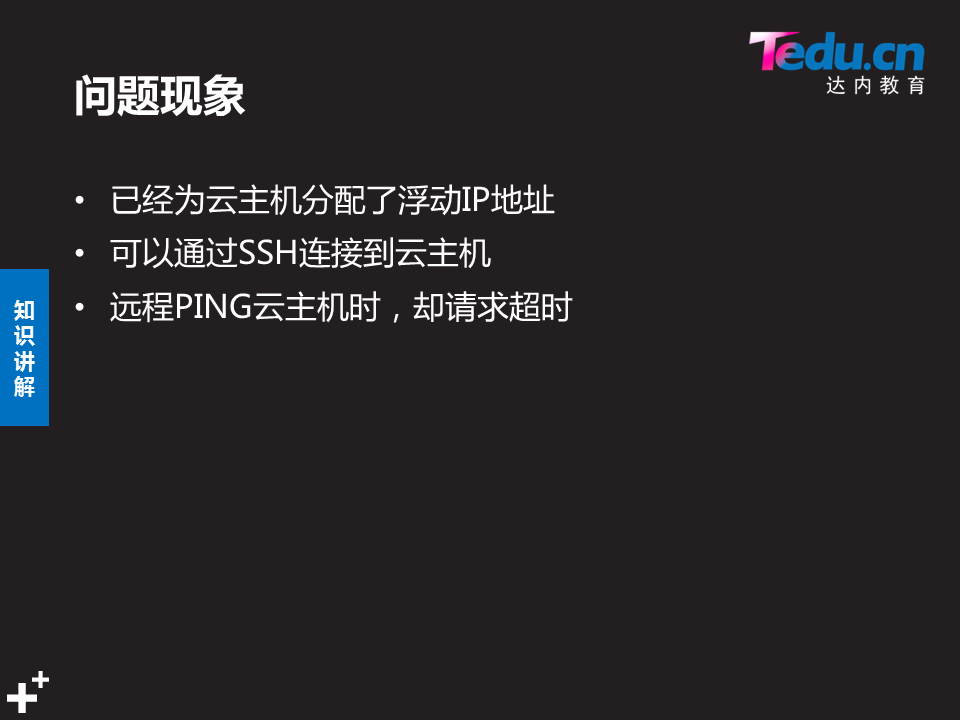 Tedu.cn
达内教育
问题现象
• 已经为云主机分配了浮动IP地址
• 可以通过SSH连接到云主机
• 远程PING云主机时，却请求超时
知识讲解